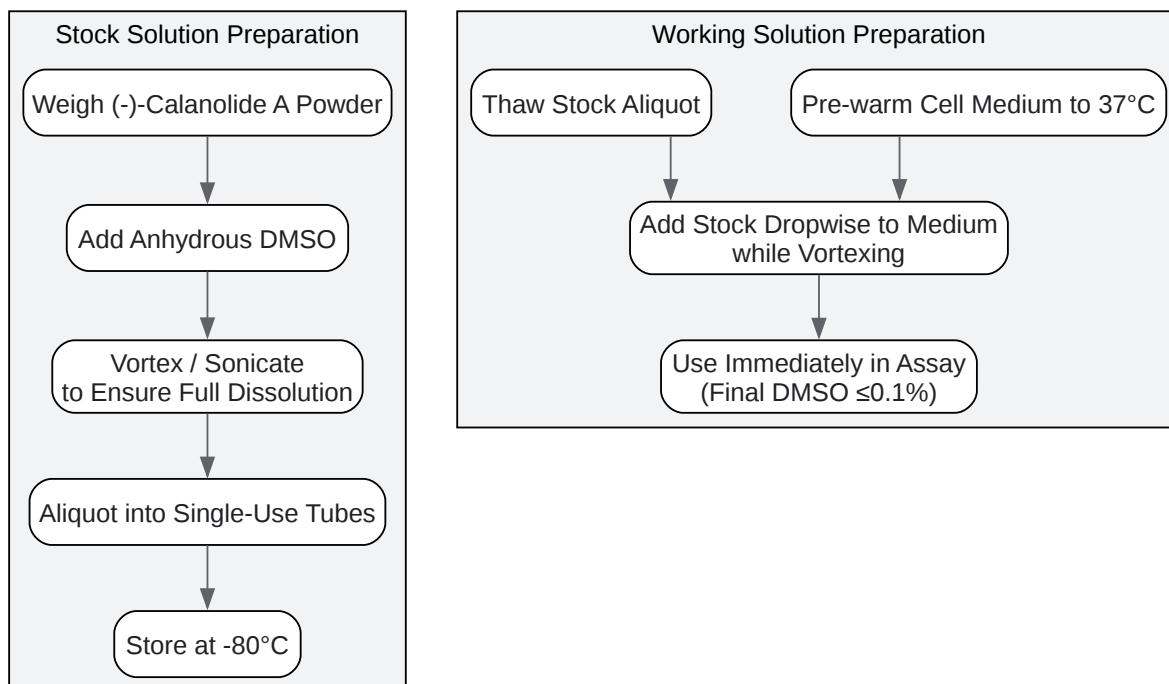 Stock Solution Preparation
Weigh (-)-Calanolide A Powder
Add Anhydrous DMSO
Vortex / Sonicate
to Ensure Full Dissolution
Aliquot into Single-Use Tubes
Store at -80°C
Working Solution Preparation
Thaw Stock Aliquot
Pre-warm Cell Medium to 37°C
Add Stock Dropwise to Medium
while Vortexing
Use Immediately in Assay
(Final DMSO ≤0.1%)